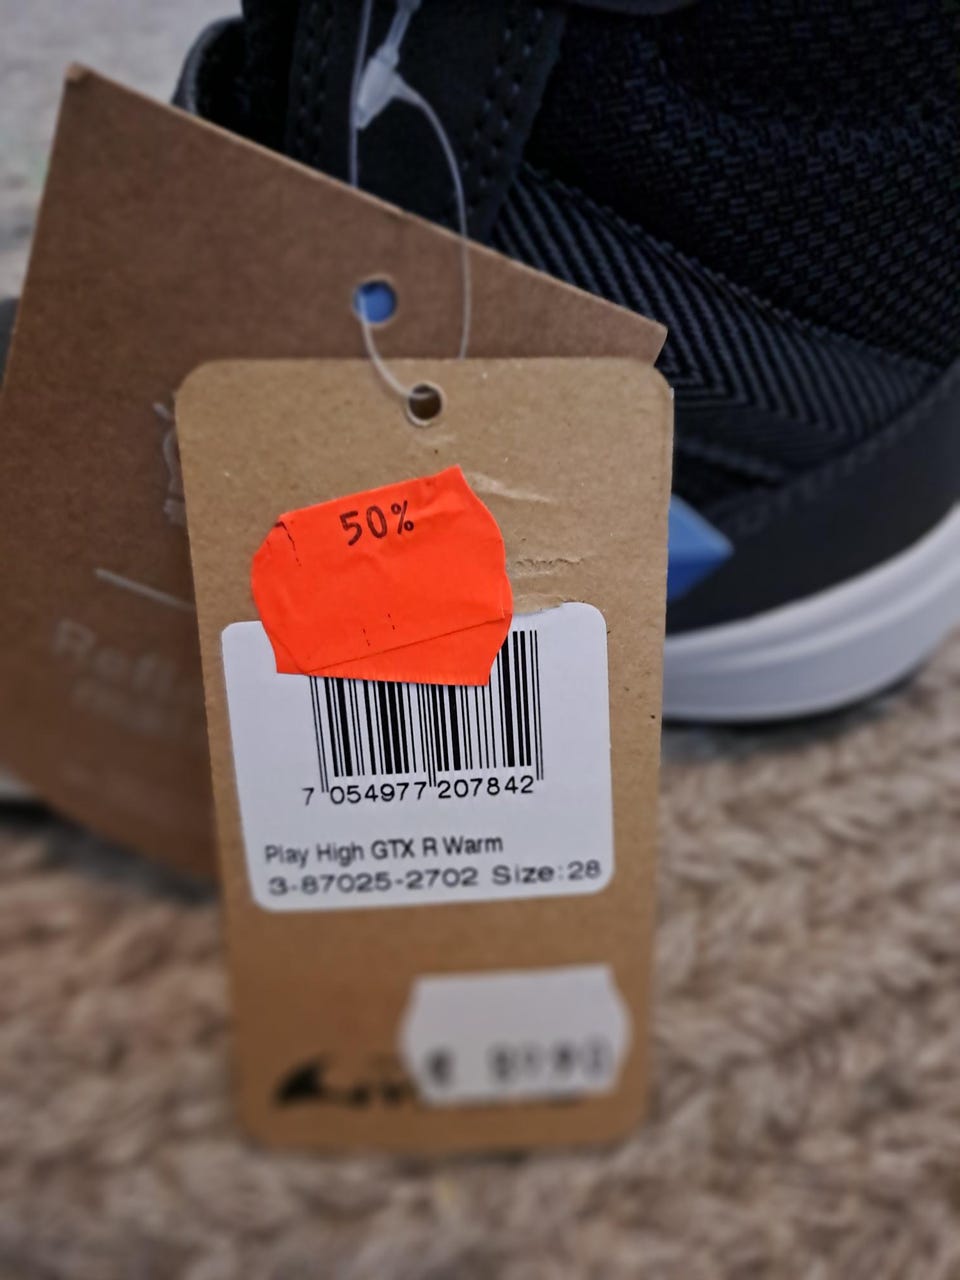 50%
7 054977 207842
Play High GTX R Warm
3-87025-2702 Size:28